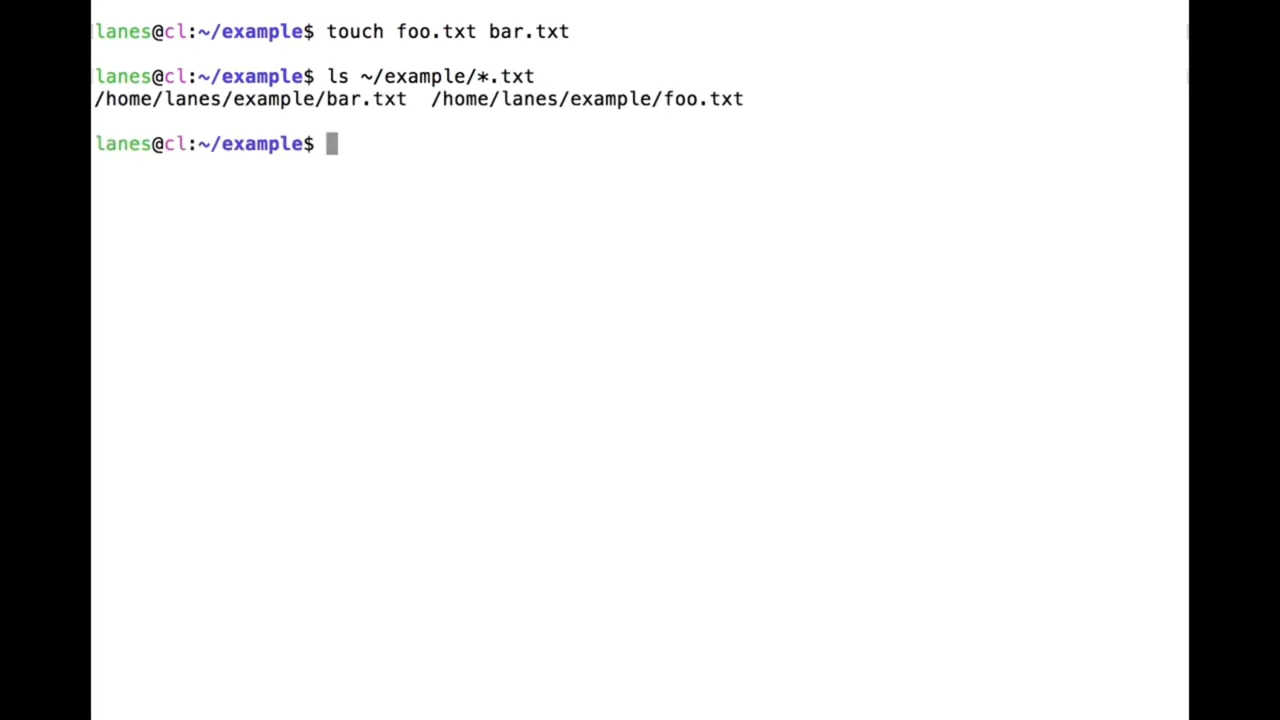 lanes@cl:~/example$ touch foo.txt bar.txt
lanes@cl:~/example$ ls ~/example/*.txt
/home/lanes/example/bar.txt  /home/lanes/example/foo.txt
lanes@cl:~/example$